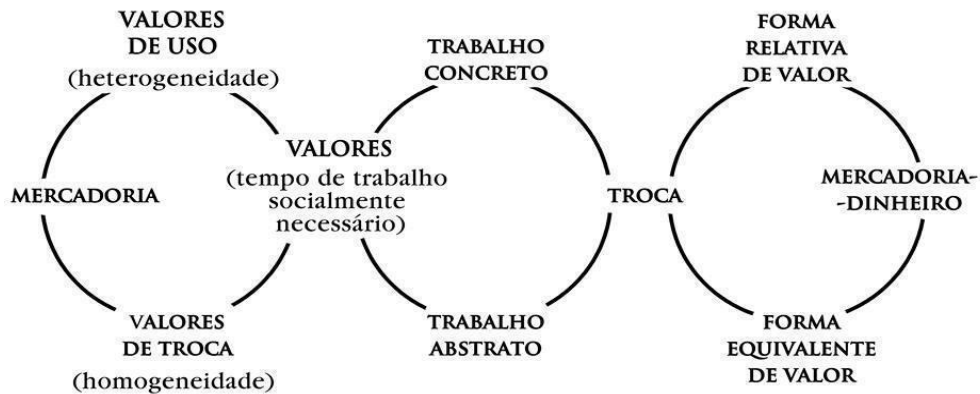 VALORES
DE USO
(heterogeneidade)
MERCADORIA
VALORES
DE TROCA
(homogeneidade)
VALORES
(tempo de trabalho
socialmente
necessário)
TRABALHO
CONCRETO
TRABALHO
ABSTRATO
TROCA
FORMA
RELATIVA
DE VALOR
MERCADORIA-
-DINHEIRO
FORMA
EQUIVALENTE
DE VALOR